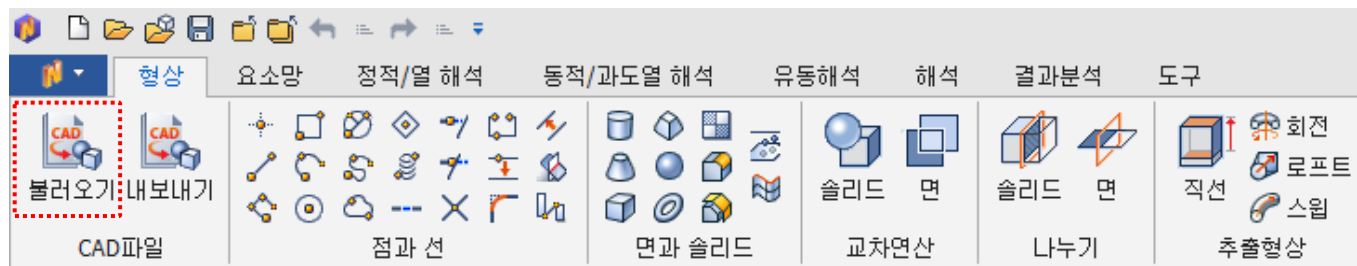 형상 요소망 정적/열 해석 동적/과도열 해석 유동해석 해석 결과분석 도구
CAD CAD 회전
로프트
불러오기 내보내기 솔리드 면 솔리드 면 직선
스윕
CAD파일 점과 선 면과 솔리드 교차연산 나누기 추출형상